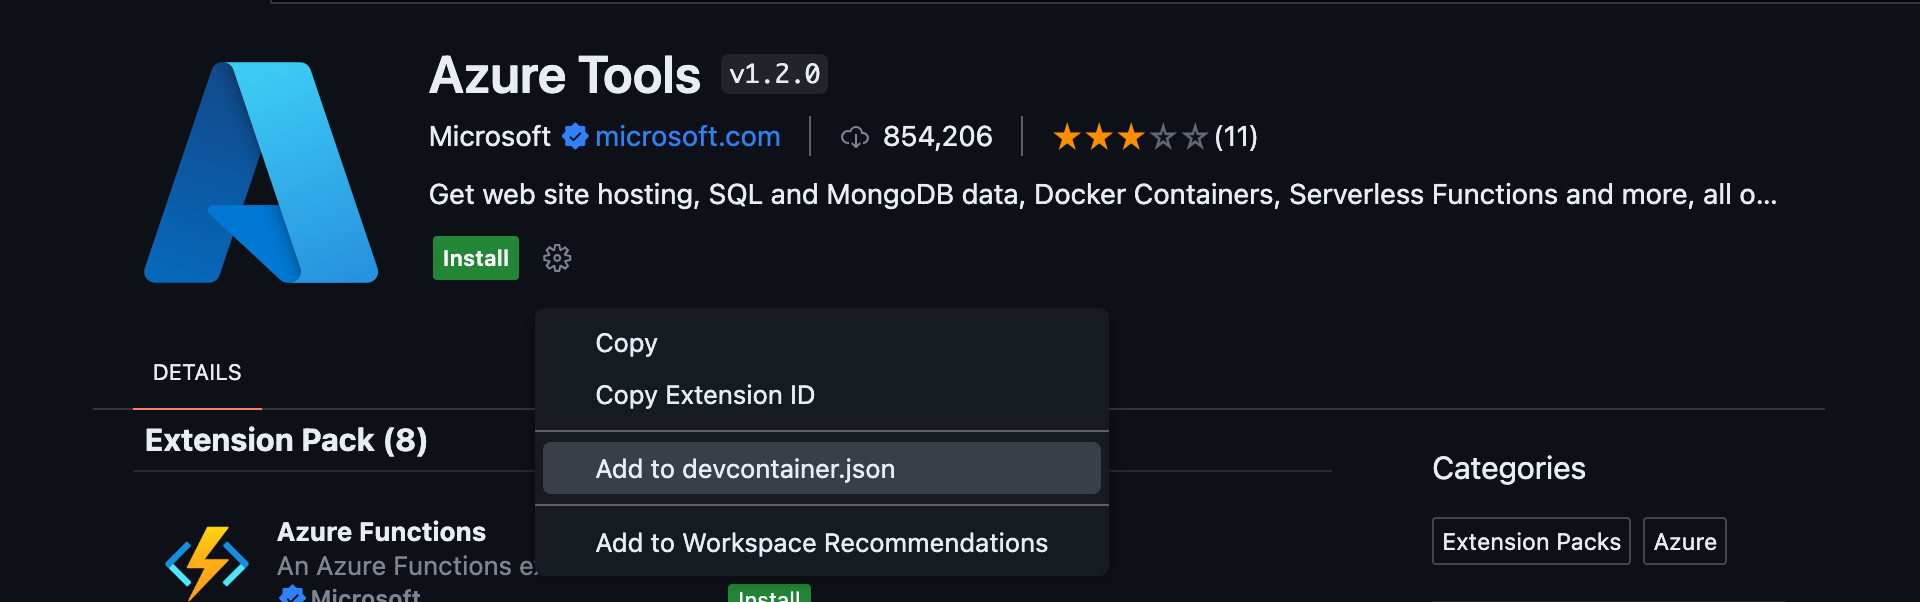 Azure Tools v1.2.0
Microsoft microsoft.com 854,206 (11)
Get web site hosting, SQL and MongoDB data, Docker Containers, Serverless Functions and more, all o...
Install
Copy
Copy Extension ID
Add to devcontainer.json
Add to Workspace Recommendations
DETAILS
Extension Pack (8)
Azure Functions
An Azure Functions
Microsoft
Install
Categories
Extension Packs
Azure